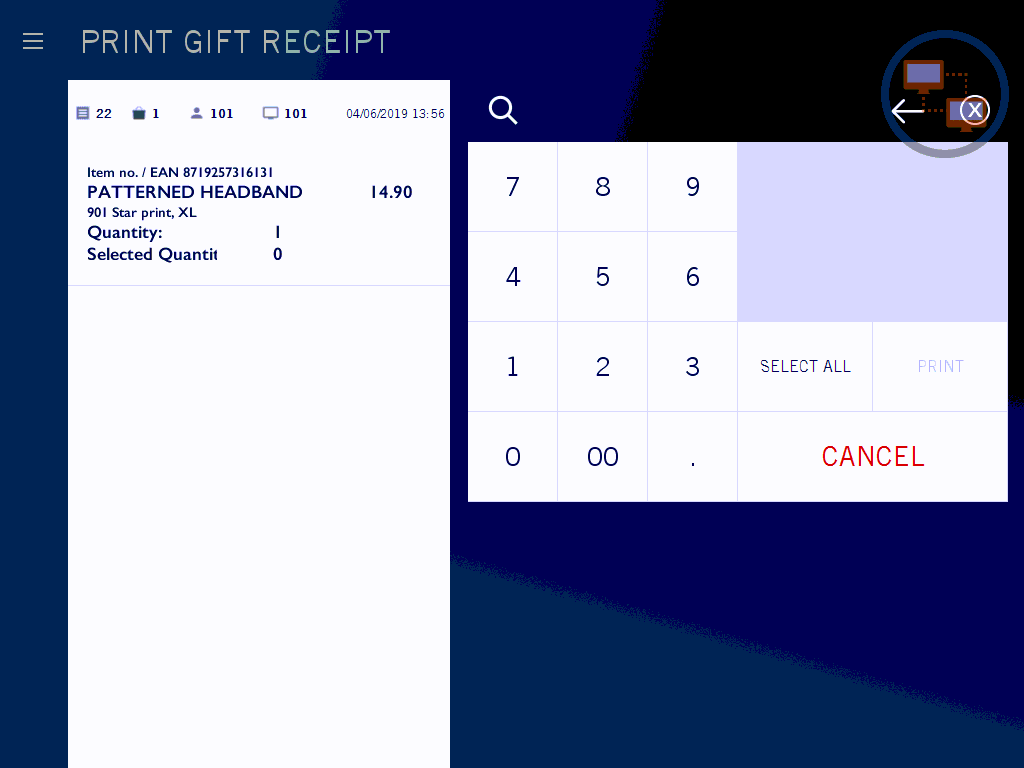 PRINT GIFT RECEIPT
22 1 101 101 04/06/2019 13:56
Item no. / EAN 8719257316131
PATTERNED HEADBAND 14.90
901 Star print, XL
Quantity: 1
Selected Quantit 0
7 8 9
4 5 6
1 2 3 SELECT ALL PRINT
0 00 . CANCEL